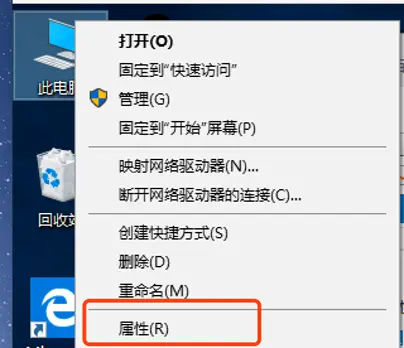 打开(O)
固定到“快速访问”
此电脑
管理(G)
固定到“开始”屏幕(P)
映射网络驱动器(N)...
断开网络驱动器的连接(C)...
回收站
创建快捷方式(S)
删除(D)
重命名(M)
属性(R)